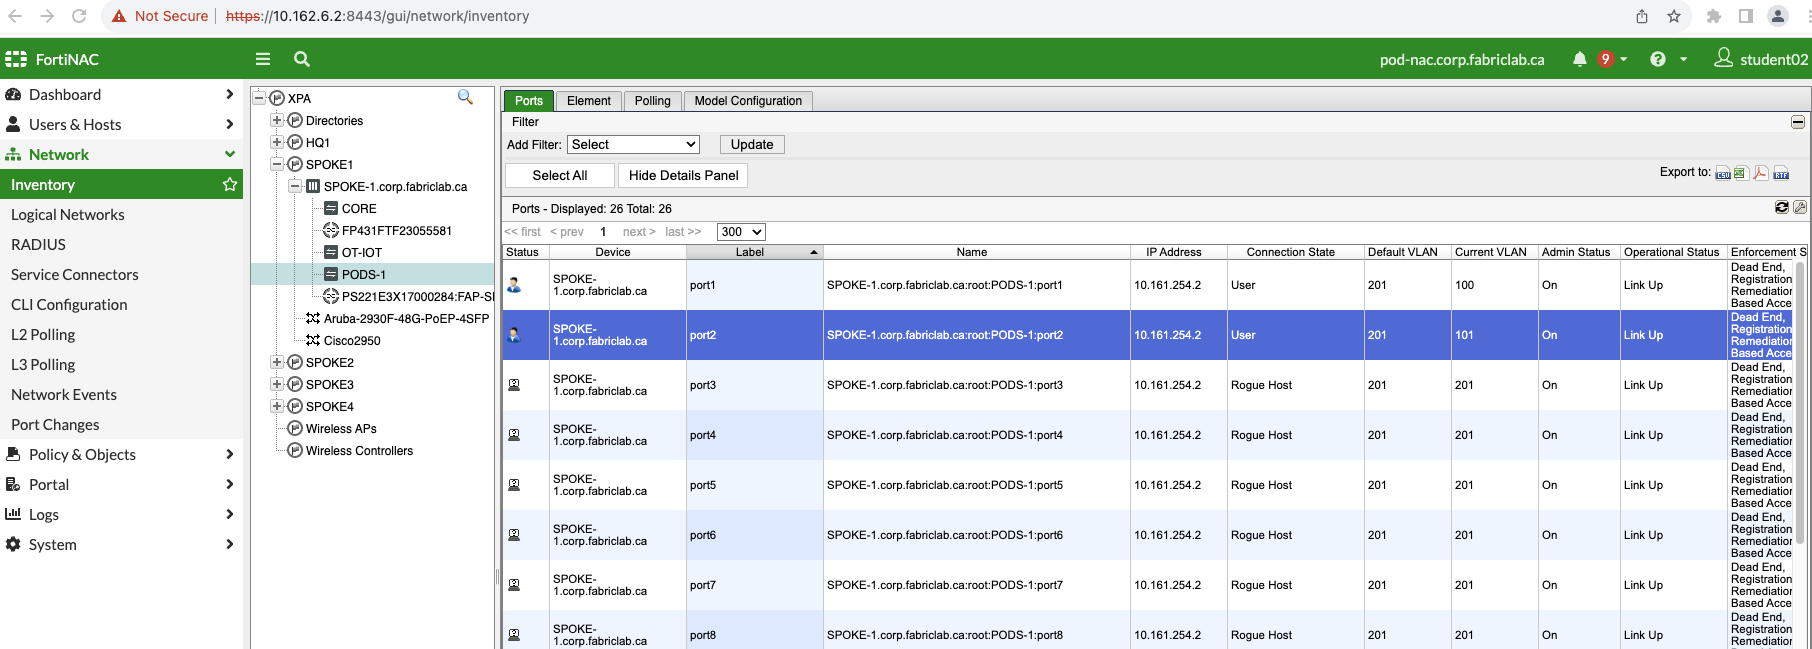 Not Secure | https://10.162.6.2:8443/gui/network/inventory
FortiNAC
pod-nac.corp.fabriclab.ca
9
?
student02
Dashboard
Users & Hosts
Network
Inventory
Logical Networks
RADIUS
Service Connectors
CLI Configuration
L2 Polling
L3 Polling
Network Events
Port Changes
Policy & Objects
Portal
Logs
System
XPA
Directories
HQ1
SPOKE1
SPOKE-1.corp.fabriclab.ca
CORE
FP431FTF23055581
OT-IOT
PODS-1
PS221E3X17000284:FAP-S
Aruba-2930F-48G-PoEP-4SFP
Cisco2950
SPOKE2
SPOKE3
SPOKE4
Wireless APs
Wireless Controllers
Ports Element Polling Model Configuration
Filter
Add Filter: Select Update
Select All Hide Details Panel
Export to: CSV RTF
Ports - Displayed: 26 Total: 26
<< first < prev 1 next > last >> 300
Status Device Label Name IP Address Connection State Default VLAN Current VLAN Admin Status Operational Status Enforcement S
SPOKE-
1.corp.fabriclab.ca port1 SPOKE-1.corp.fabriclab.ca:root:PODS-1:port1 10.161.254.2 User 201 100 On Link Up
Dead End,
Registration
Remediation
Based Acce
SPOKE-
1.corp.fabriclab.ca port2 SPOKE-1.corp.fabriclab.ca:root:PODS-1:port2 10.161.254.2 User 201 101 On Link Up
Dead End,
Registration
Remediation
Based Acce
SPOKE-
1.corp.fabriclab.ca port3 SPOKE-1.corp.fabriclab.ca:root:PODS-1:port3 10.161.254.2 Rogue Host 201 201 On Link Up
Dead End,
Registration
Remediation
Based Acce
SPOKE-
1.corp.fabriclab.ca port4 SPOKE-1.corp.fabriclab.ca:root:PODS-1:port4 10.161.254.2 Rogue Host 201 201 On Link Up
Dead End,
Registration
Remediation
Based Acce
SPOKE-
1.corp.fabriclab.ca port5 SPOKE-1.corp.fabriclab.ca:root:PODS-1:port5 10.161.254.2 Rogue Host 201 201 On Link Up
Dead End,
Registration
Remediation
Based Acce
SPOKE-
1.corp.fabriclab.ca port6 SPOKE-1.corp.fabriclab.ca:root:PODS-1:port6 10.161.254.2 Rogue Host 201 201 On Link Up
Dead End,
Registration
Remediation
Based Acce
SPOKE-
1.corp.fabriclab.ca port7 SPOKE-1.corp.fabriclab.ca:root:PODS-1:port7 10.161.254.2 Rogue Host 201 201 On Link Up
Dead End,
Registration
Remediation
Based Acce
SPOKE-
1.corp.fabriclab.ca port8 SPOKE-1.corp.fabriclab.ca:root:PODS-1:port8 10.161.254.2 Rogue Host 201 201 On Link Up
Dead End,
Registration
Remediation